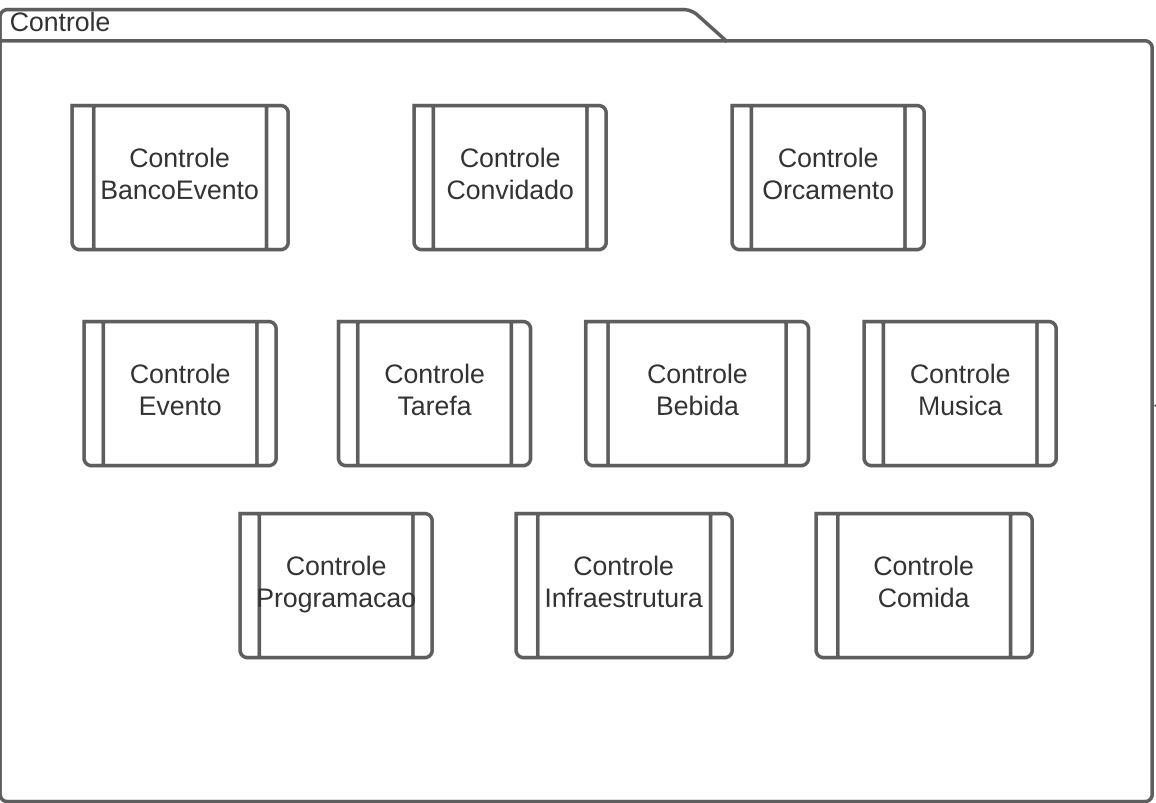 Controle
Controle
BancoEvento
Controle
Convidado
Controle
Orcamento
Controle
Evento
Controle
Tarefa
Controle
Bebida
Controle
Musica
Controle
Programacao
Controle
Infraestrutura
Controle
Comida